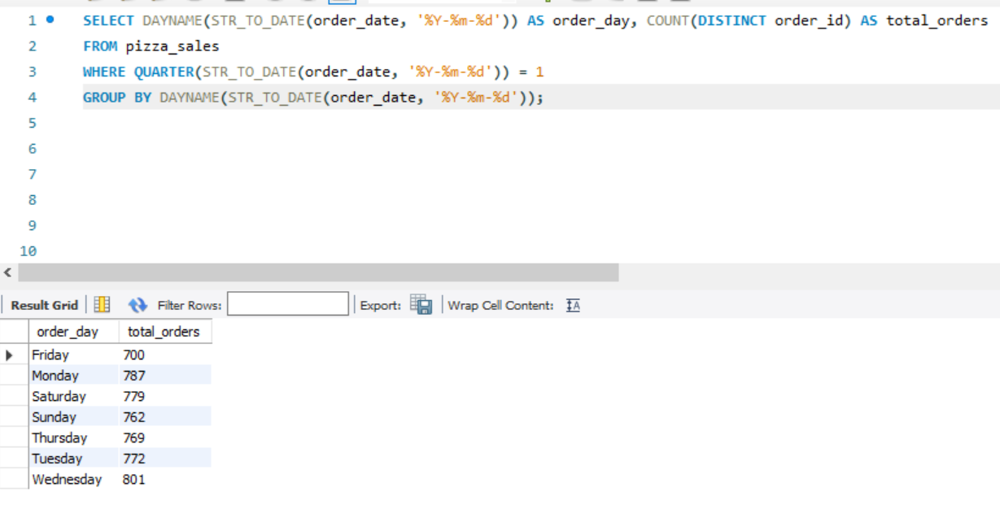 1 SELECT DAYNAME(STR_TO_DATE(order_date, '%Y-%m-%d')) AS order_day, COUNT(DISTINCT order_id) AS total_orders
2 FROM pizza_sales
3 WHERE QUARTER(STR_TO_DATE(order_date, '%Y-%m-%d')) = 1
4 GROUP BY DAYNAME(STR_TO_DATE(order_date, '%Y-%m-%d'));
5
6
7
8
9
10
Result Grid Filter Rows: Export: Wrap Cell Content: IA
order_day total_orders
Friday 700
Monday 787
Saturday 779
Sunday 762
Thursday 769
Tuesday 772
Wednesday 801